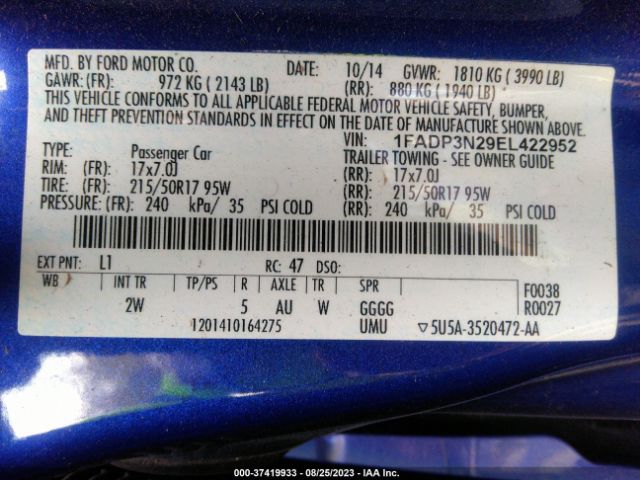 MFD. BY FORD MOTOR CO. DATE: 10/14 GVWR: 1810 KG ( 3990 LB)
GAWR: (FR): 972 KG ( 2143 LB) (RR): 880 KG ( 1940 LB)
THIS VEHICLE CONFORMS TO ALL APPLICABLE FEDERAL MOTOR VEHICLE SAFETY, BUMPER,
AND THEFT PREVENTION STANDARDS IN EFFECT ON THE DATE OF MANUFACTURE SHOWN ABOVE.
VIN: 1FADP3N29EL422952
TYPE: Passenger Car TRAILER TOWING - SEE OWNER GUIDE
RIM: (FR): 17x7.0J (RR): 17x7.0J
TIRE: (FR): 215/50R17 95W (RR): 215/50R17 95W
PRESSURE: (FR): 240 kPa/ 35 PSI COLD (RR): 240 kPa/ 35 PSI COLD
EXT PNT: L1 RC: 47 DSO:
WB INT TR TP/PS R AXLE TR SPR F0038
2W 5 AU W GGGG R0027
1201410164275 UMU ▽5U5A-3520472-AA
000-37419933 - 08/25/2023 - IAA Inc.